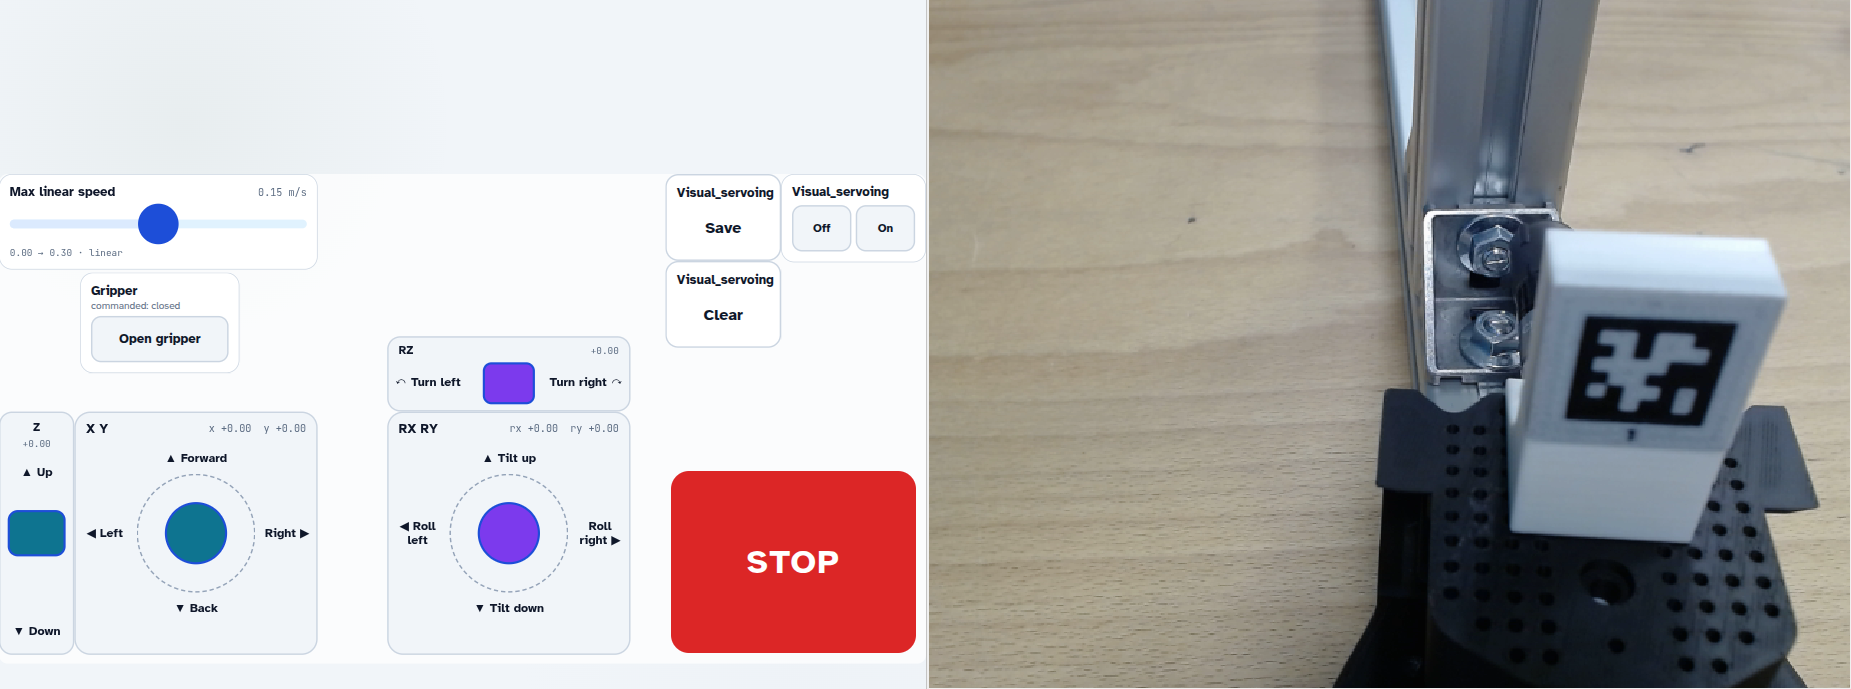 Max linear speed 0.15 m/s
0.00 → 0.30 · linear
Gripper
commanded: closed
Open gripper
Visual_servoing
Save
Visual_servoing
Off On
Visual_servoing
Clear
RZ +0.00
↶ Turn left Turn right ↷
Z
+0.00
▲ Up
▼ Down
X Y x +0.00 y +0.00
▲ Forward
◀ Left Right ▶
▼ Back
RX RY rx +0.00 ry +0.00
▲ Tilt up
◀ Roll
left
Roll
right ▶
▼ Tilt down
STOP